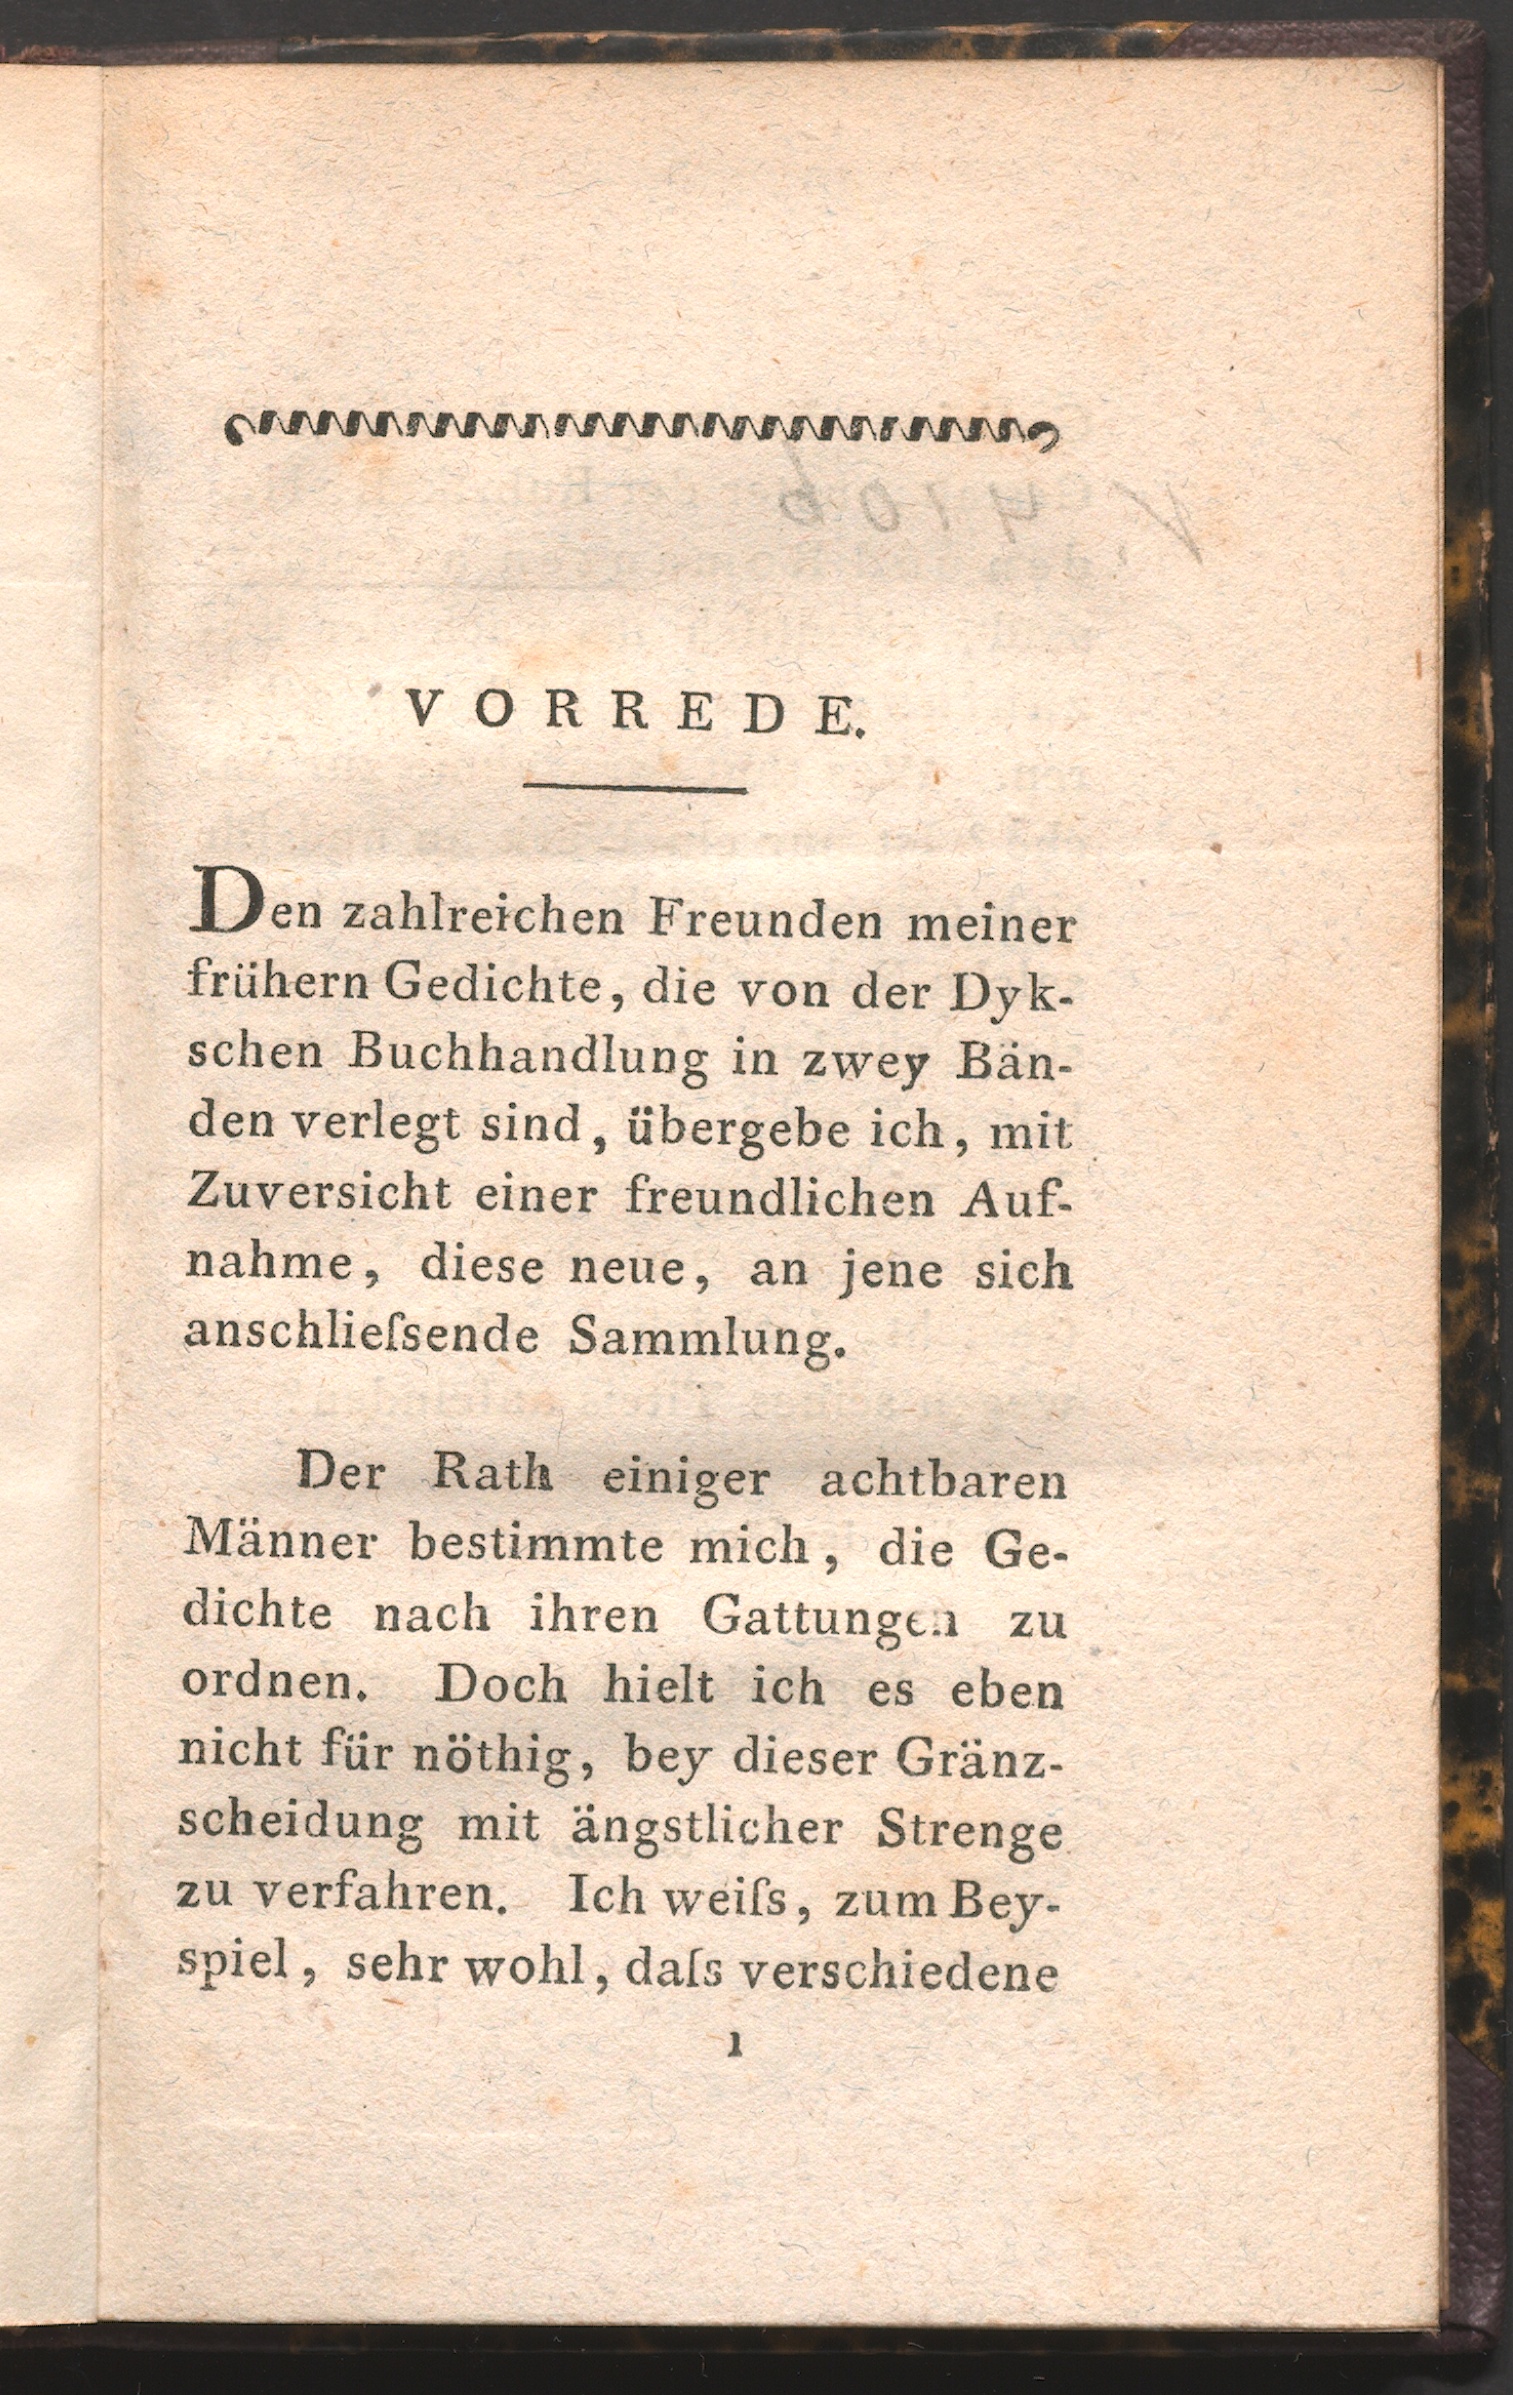 VORREDE.
Den zahlreichen Freunden meiner
frühern Gedichte, die von der Dyk-
schen Buchhandlung in zwey Bän-
den verlegt sind, übergebe ich, mit
Zuversicht einer freundlichen Auf-
nahme, diese neue, an jene sich
anschlieſsende Sammlung.
Der Rath einiger achtbaren
Männer bestimmte mich, die Ge-
dichte nach ihren Gattungen zu
ordnen. Doch hielt ich es eben
nicht für nöthig, bey dieser Gränz-
scheidung mit ängstlicher Strenge
zu verfahren. Ich weiſs, zum Bey-
spiel, sehr wohl, daſs verschiedene
1